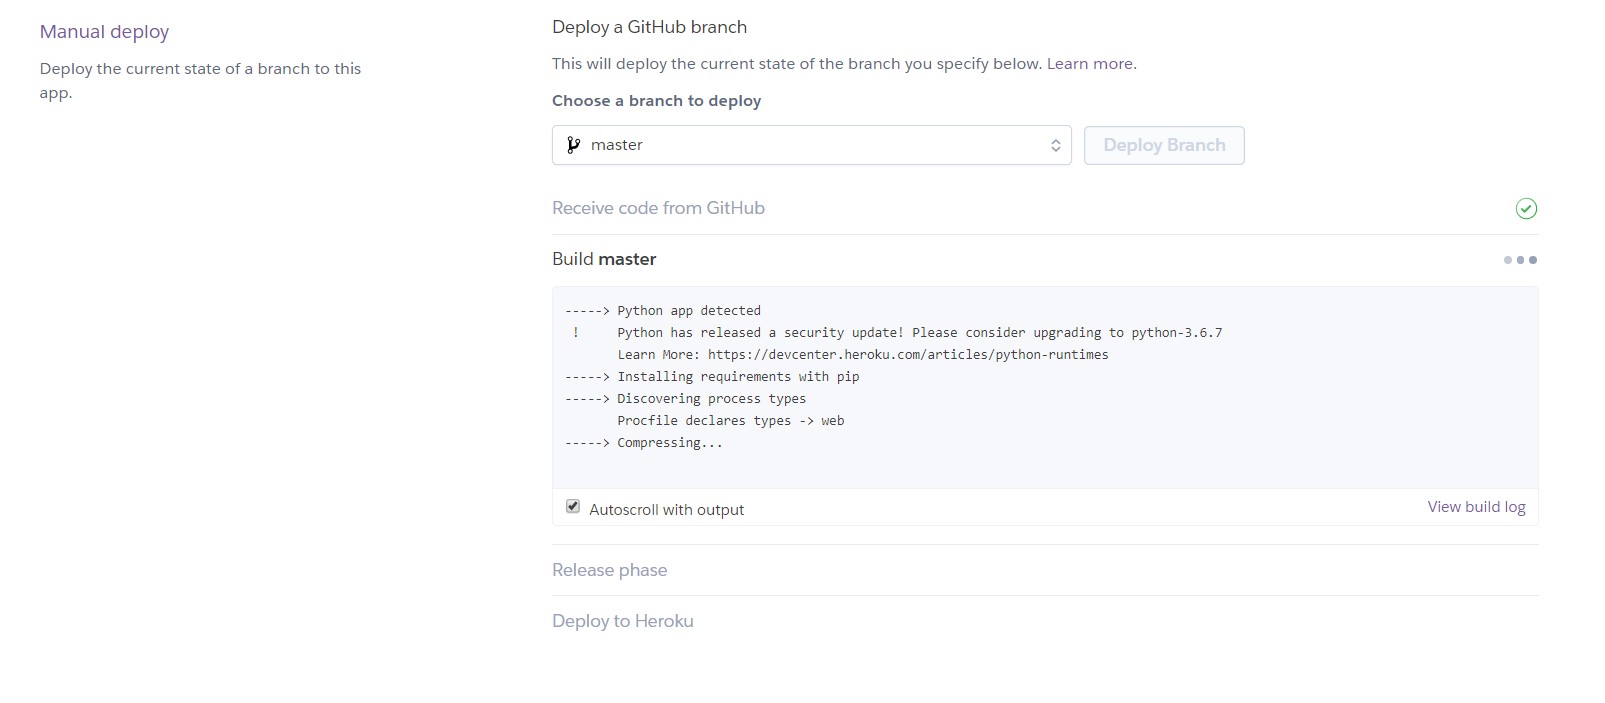 Manual deploy
Deploy the current state of a branch to this
app.
Deploy a GitHub branch
This will deploy the current state of the branch you specify below. Learn more.
Choose a branch to deploy
master
Deploy Branch
Receive code from GitHub
Build master
-----> Python app detected
!     Python has released a security update! Please consider upgrading to python-3.6.7
Learn More: https://devcenter.heroku.com/articles/python-runtimes
-----> Installing requirements with pip
-----> Discovering process types
Procfile declares types -> web
-----> Compressing...
Autoscroll with output
View build log
Release phase
Deploy to Heroku